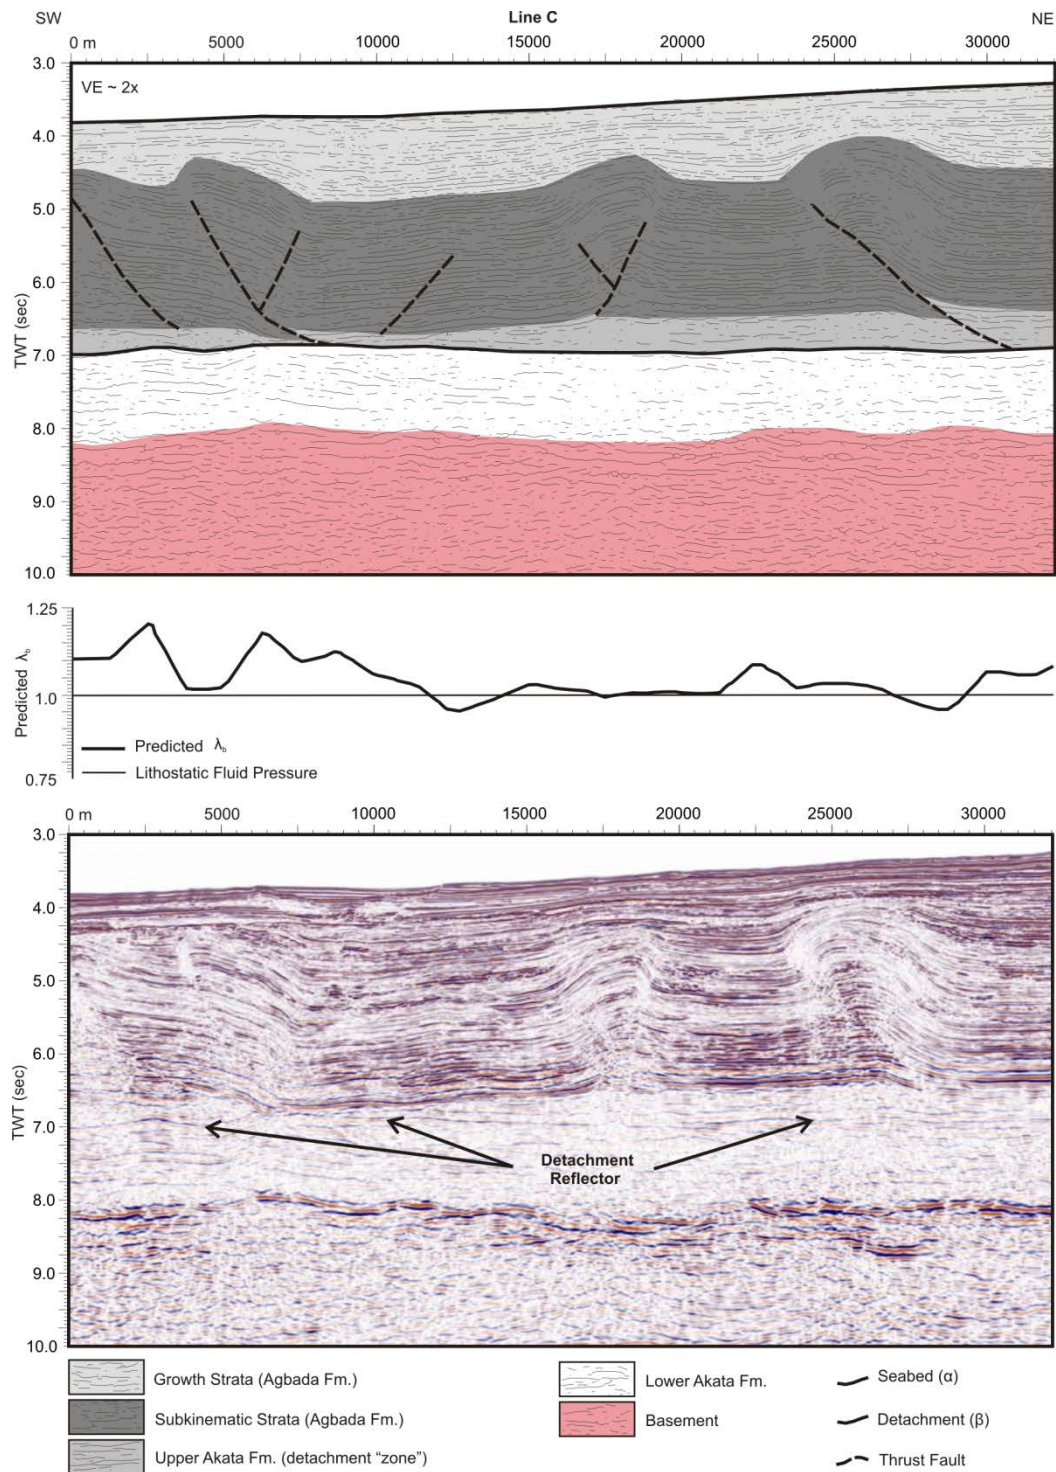 SW
Line C
NE
0 m 5000 10000 15000 20000 25000 30000
3.0
VE ~ 2x
4.0
5.0
6.0
TWT (sec)
7.0
8.0
9.0
10.0
1.25
Predicted λb
1.0
Predicted λb
Lithostatic Fluid Pressure
0.75
0 m 5000 10000 15000 20000 25000 30000
3.0
4.0
5.0
6.0
TWT (sec)
7.0
Detachment
Reflector
8.0
9.0
10.0
Growth Strata (Agbada Fm.)
Lower Akata Fm.
Seabed (α)
Subkinematic Strata (Agbada Fm.)
Basement
Detachment (β)
Upper Akata Fm. (detachment “zone”)
Thrust Fault